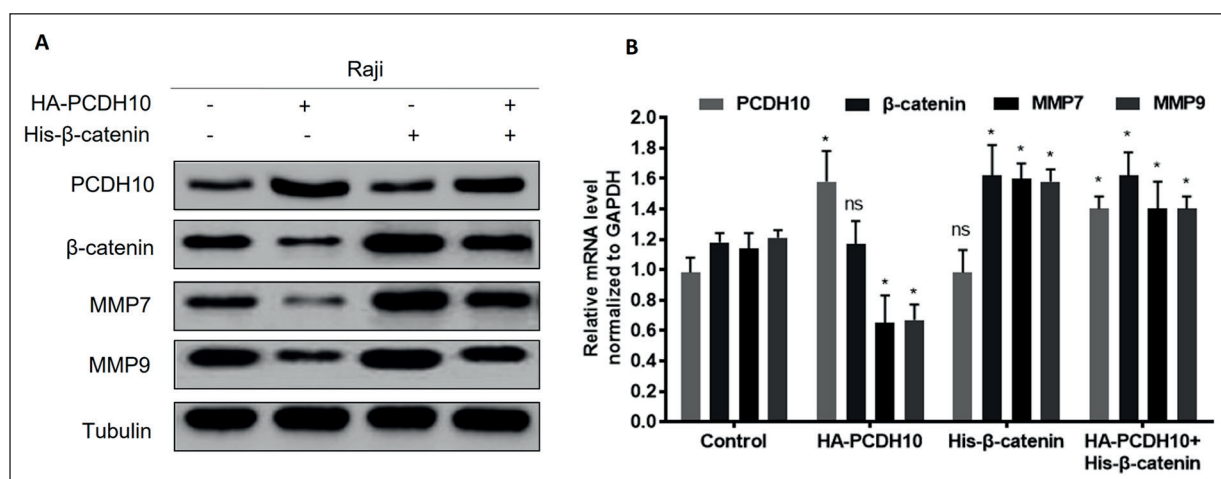 A
Raji
HA-PCDH10 - + - +
His-β-catenin - - + +
PCDH10
β-catenin
MMP7
MMP9
Tubulin
B
PCDH10 β-catenin MMP7 MMP9
Relative mRNA level
normalized to GAPDH
2.0
1.8
1.6
1.4
1.2
1.0
0.8
0.6
0.4
0.2
0.0
* ns * *
ns * * *
* * * *
Control HA-PCDH10 His-β-catenin HA-PCDH10+
His-β-catenin